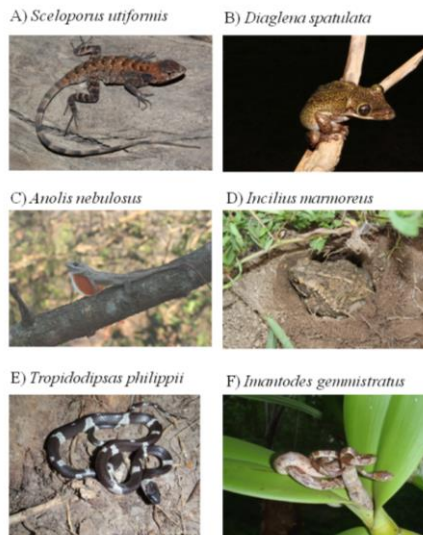 A) Sceloporus utiformis
B) Diaglena spatulata
C) Anolis nebulosus
D) Incilius marmoreus
E) Tropidodipsas philippii
F) Imantodes gemmistratus